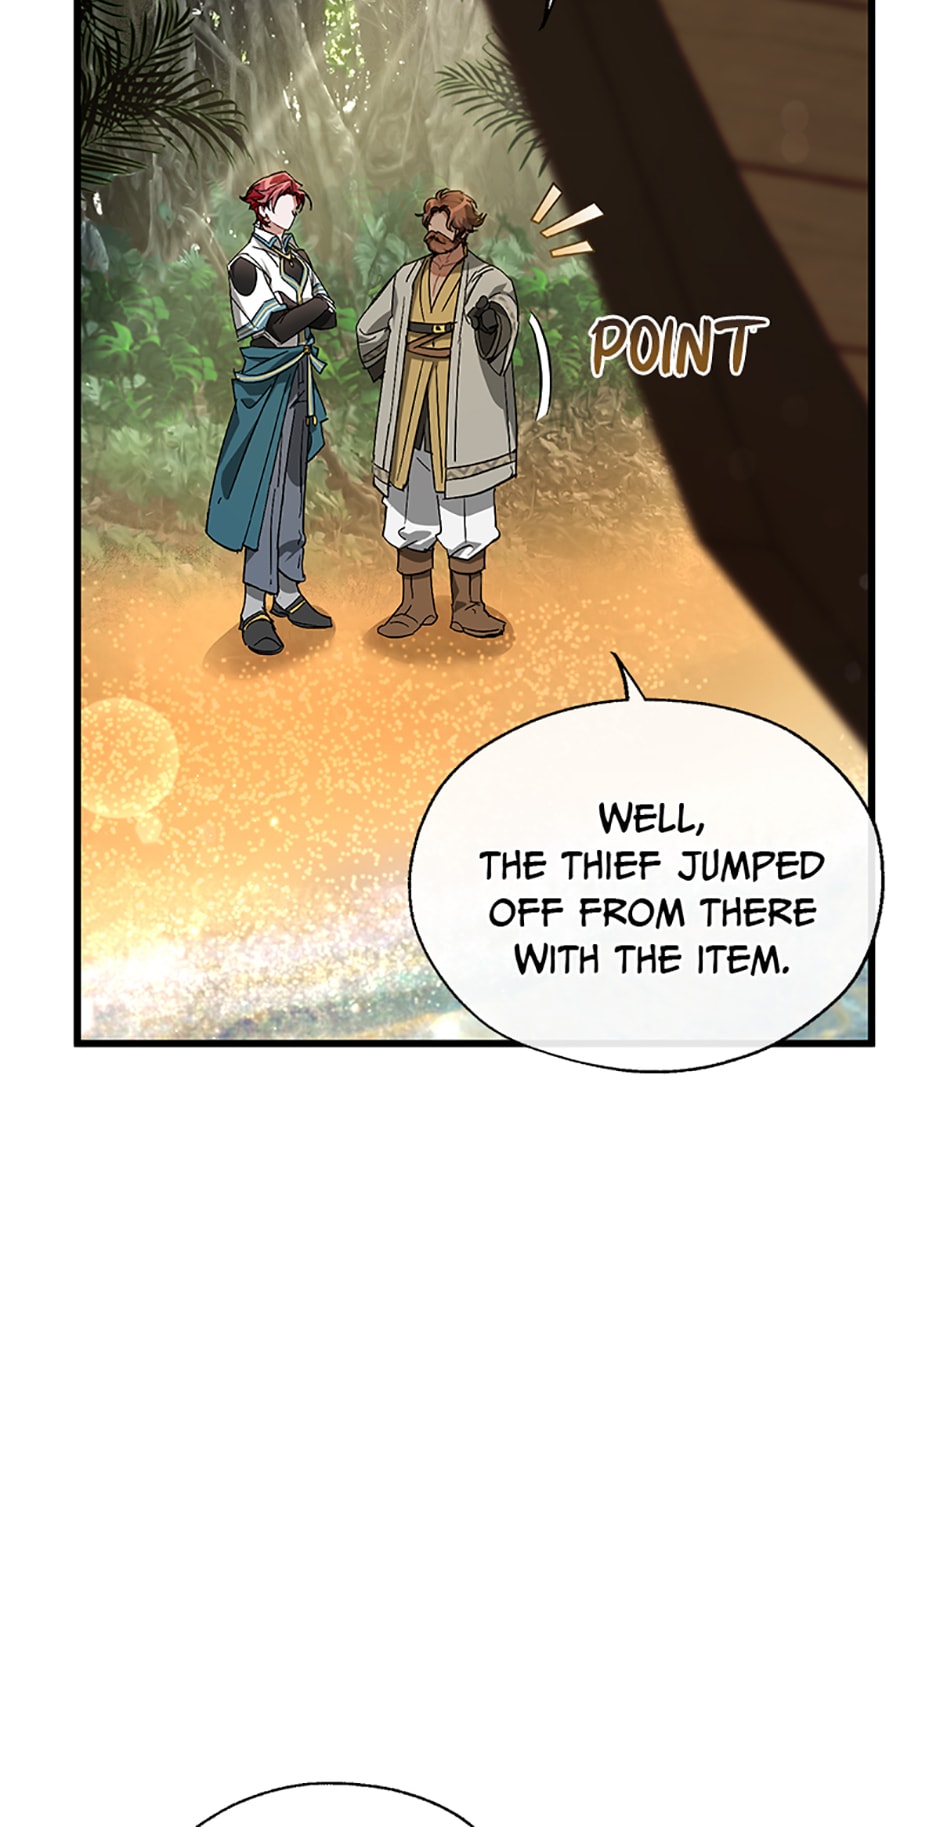 POINT
WELL,
THE THIEF JUMPED
OFF FROM THERE
WITH THE ITEM.